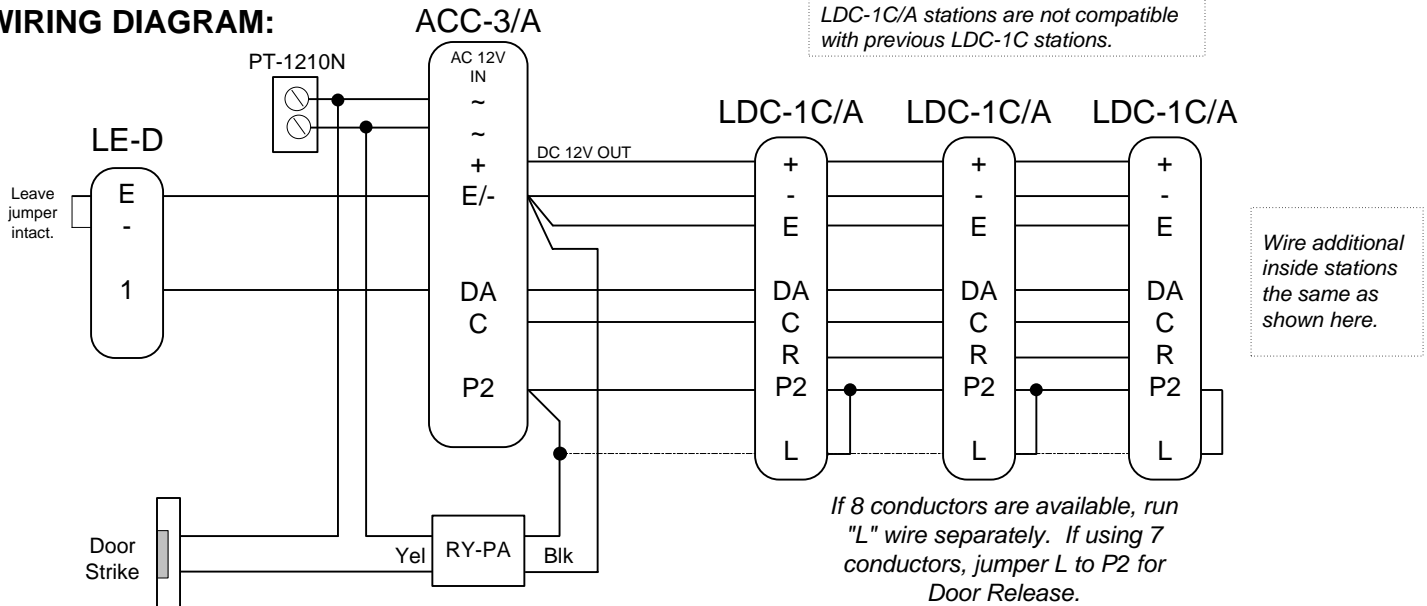 WIRING DIAGRAM:
ACC-3/A
LDC-1C/A stations are not compatible
with previous LDC-1C stations.
PT-1210N
AC 12V
IN
~
~
+
E/-
DA
C
P2
DC 12V OUT
LE-D
E
-
1
Leave
jumper
intact.
LDC-1C/A
+
-
E
DA
C
R
P2
L
LDC-1C/A
+
-
E
DA
C
R
P2
L
LDC-1C/A
+
-
E
DA
C
R
P2
L
Wire additional
inside stations
the same as
shown here.
Door
Strike
Yel
RY-PA
Blk
If 8 conductors are available, run
"L" wire separately. If using 7
conductors, jumper L to P2 for
Door Release.